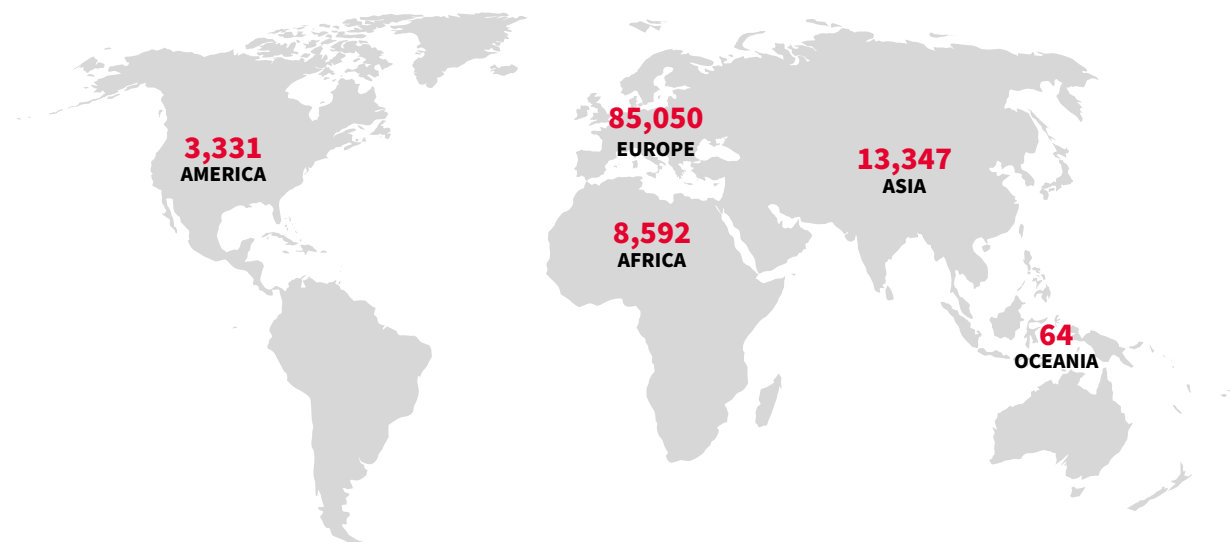 3,331
AMERICA
85,050
EUROPE
13,347
ASIA
8,592
AFRICA
64
OCEANIA